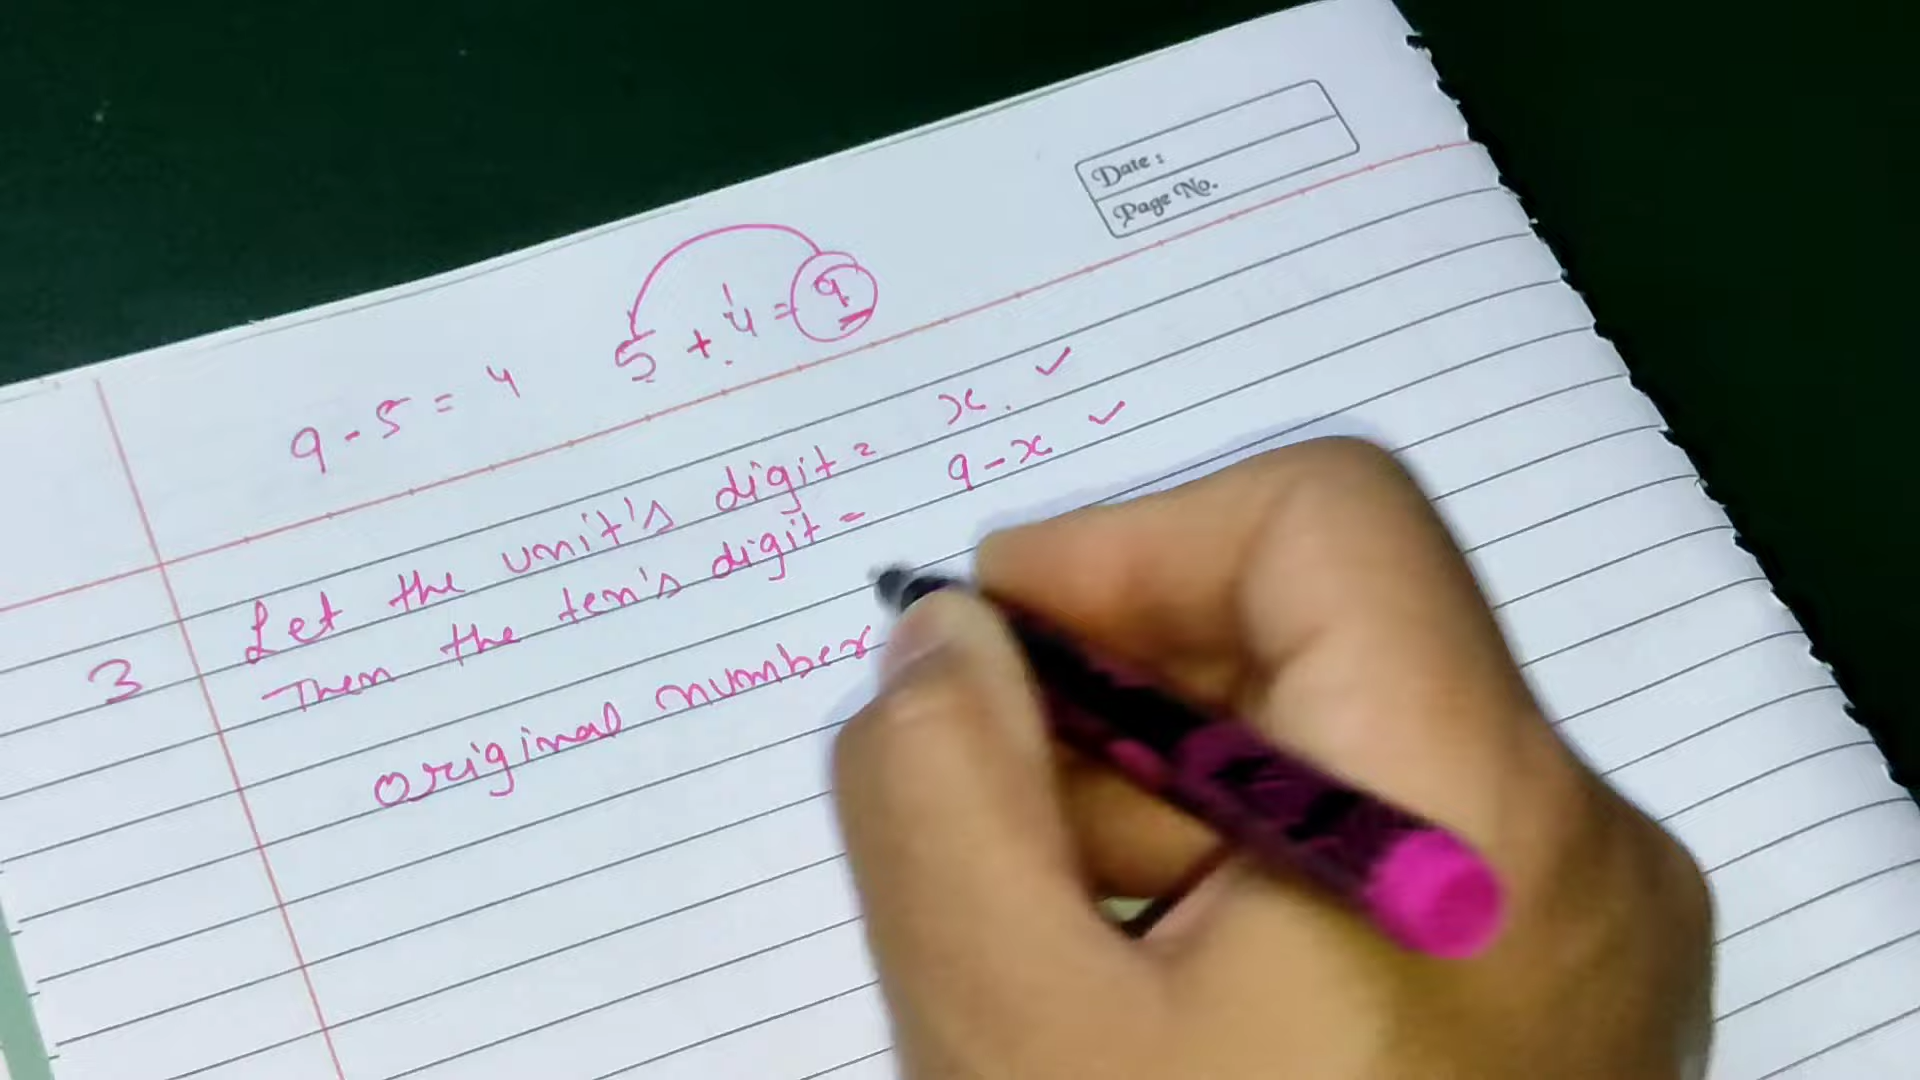 Date :
Page No.
9 - 5 = 4
5 + 4 = 9
Let the unit's digit = x.
Then the ten's digit = 9-x
3
original number